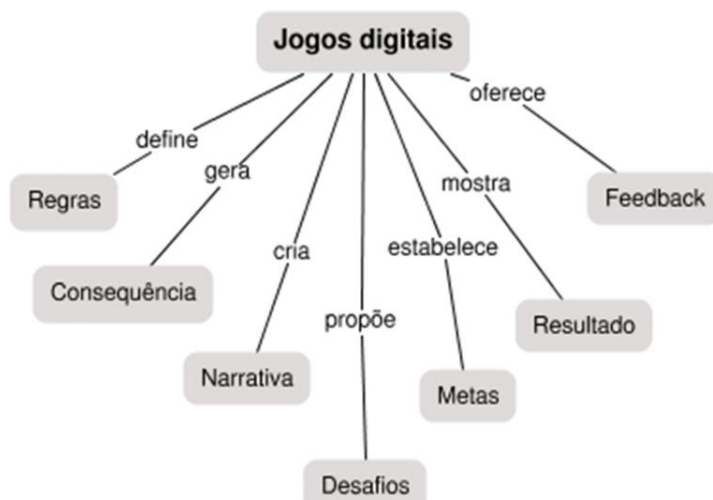 Jogos digitais
oferece
define
gera
mostra
Regras
Feedback
cria
estabelece
Consequência
propõe
Resultado
Narrativa
Metas
Desafios